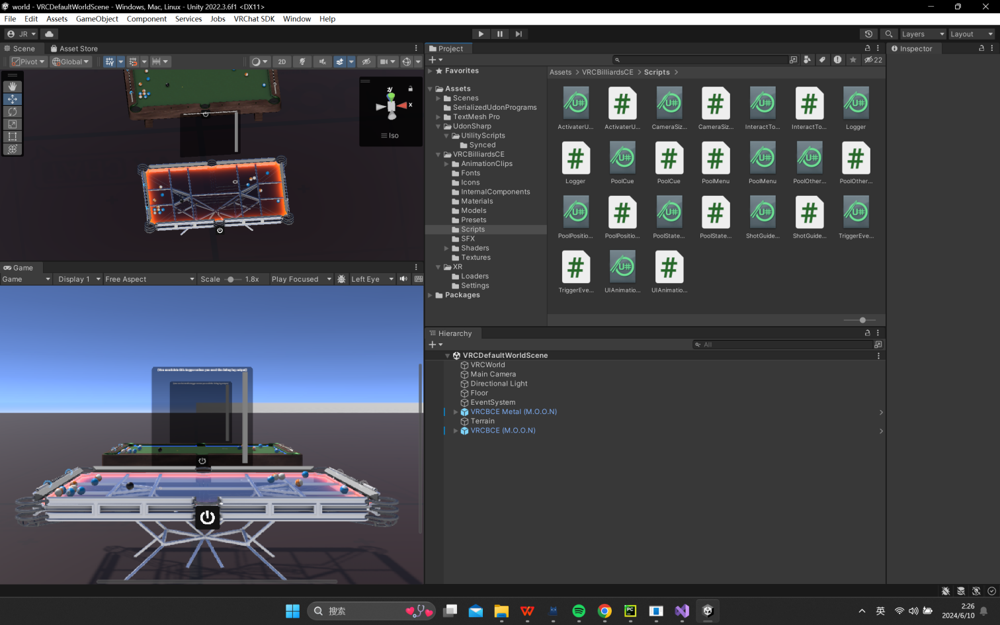 world - VRCDefaultWorldScene - Windows, Mac, Linux - Unity 2022.3.6f1 <DX11>
File Edit Assets GameObject Component Services Jobs VRChat SDK Window Help
JR
Layers
Layout
Scene
Asset Store
Pivot
Global
2D
y
x
Iso
Game
Game
Display 1
Free Aspect
Scale
1.8x
Play Focused
Left Eye
Project
22
Favorites
Assets
Scenes
SerializedUdonPrograms
TextMesh Pro
UdonSharp
UtilityScripts
Synced
VRCBilliardsCE
AnimationClips
Fonts
Icons
InternalComponents
Materials
Models
Presets
Scripts
SFX
Shaders
Textures
XR
Loaders
Settings
Packages
Assets > VRCBilliardsCE > Scripts >
ActivaterU... ActivaterU... CameraSiz... CameraSiz... InteractTo... InteractTo... Logger
Logger PoolCue PoolCue PoolMenu PoolMenu PoolOther... PoolOther...
PoolPositio... PoolPositio... PoolState... PoolState... ShotGuide... ShotGuide... TriggerEve...
TriggerEve... UIAnimatio... UIAnimatio...
Hierarchy
All
VRCDefaultWorldScene
VRCWorld
Main Camera
Directional Light
Floor
EventSystem
VRCBCE Metal (M.O.O.N)
Terrain
VRCBCE (M.O.O.N)
Inspector
搜索
英
2:26
2024/6/10